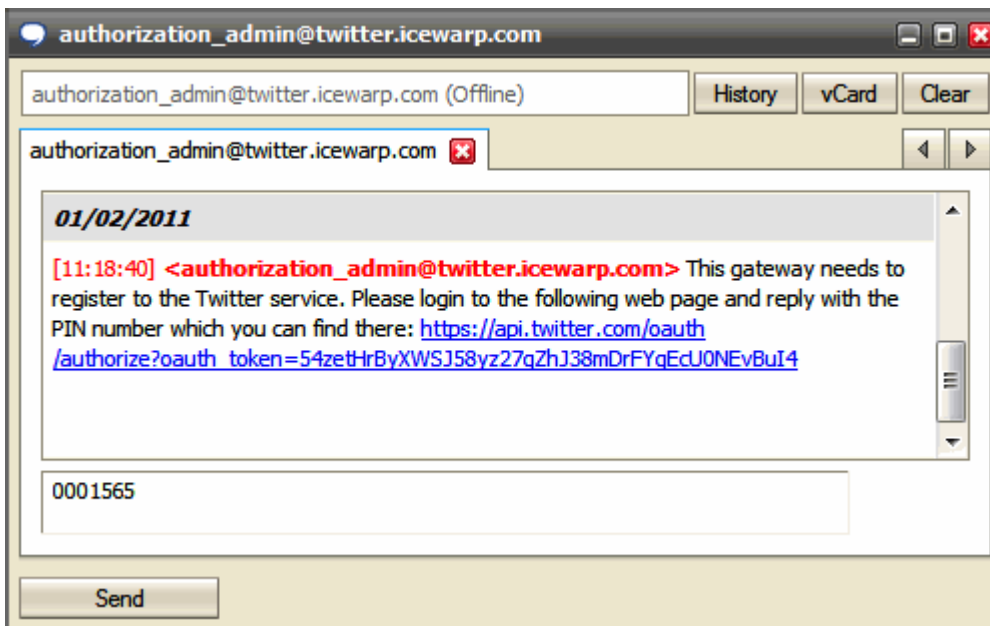 authorization_admin@twitter.icewarp.com
authorization_admin@twitter.icewarp.com (Offline)
History
vCard
Clear
authorization_admin@twitter.icewarp.com
01/02/2011
[11:18:40] <authorization_admin@twitter.icewarp.com> This gateway needs to
register to the Twitter service. Please login to the following web page and reply with the
PIN number which you can find there: https://api.twitter.com/oauth
/authorize?oauth_token=54zetHrByXWSJ58yz27qZhJ38mDrFYqEcU0NEvBuI4
0001565
Send